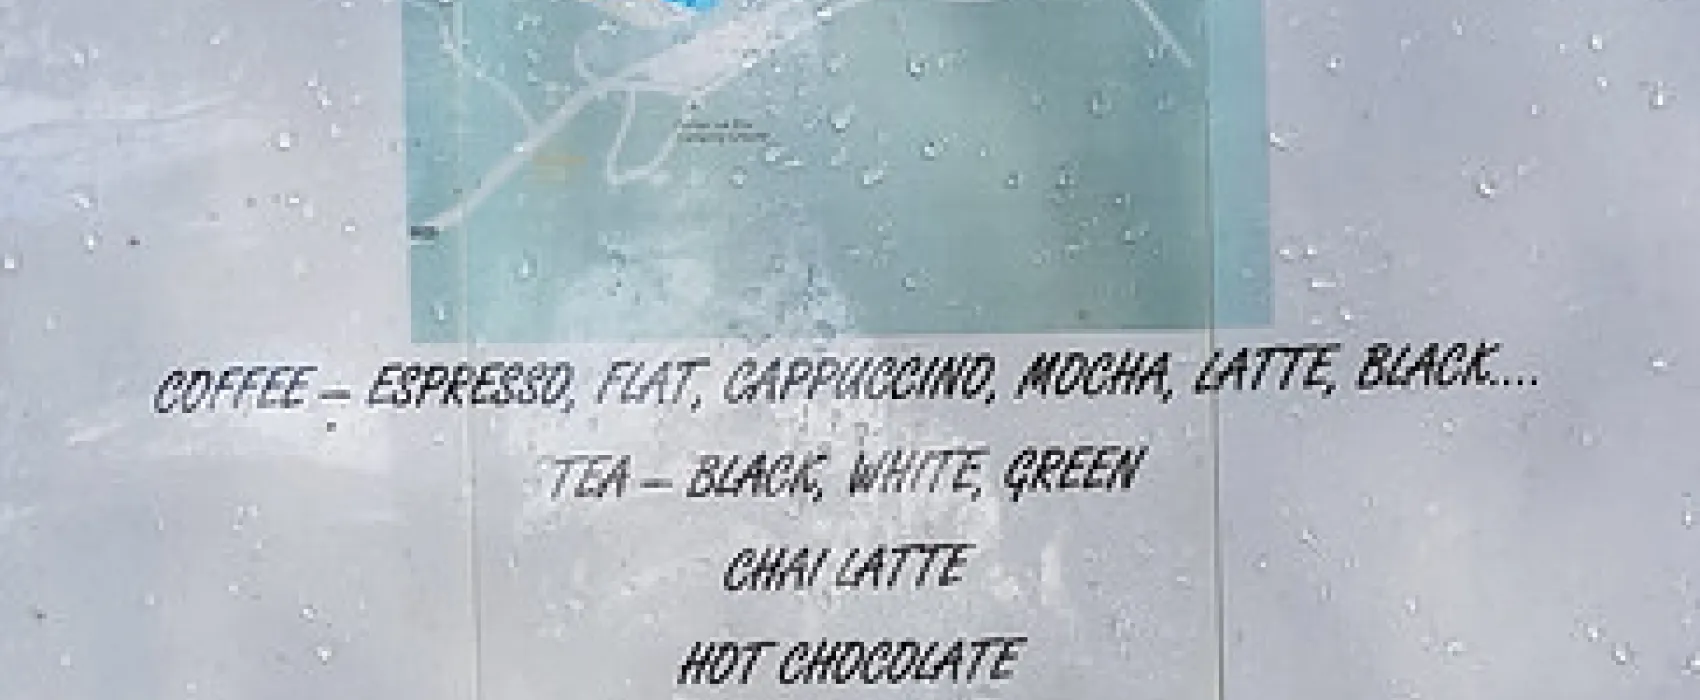 COFFEE – ESPRESSO, FLAT, CAPPUCCINO, MOCHA, LATTE, BLACK....
TEA – BLACK, WHITE, GREEN
CHAI LATTE
HOT CHOCOLATE